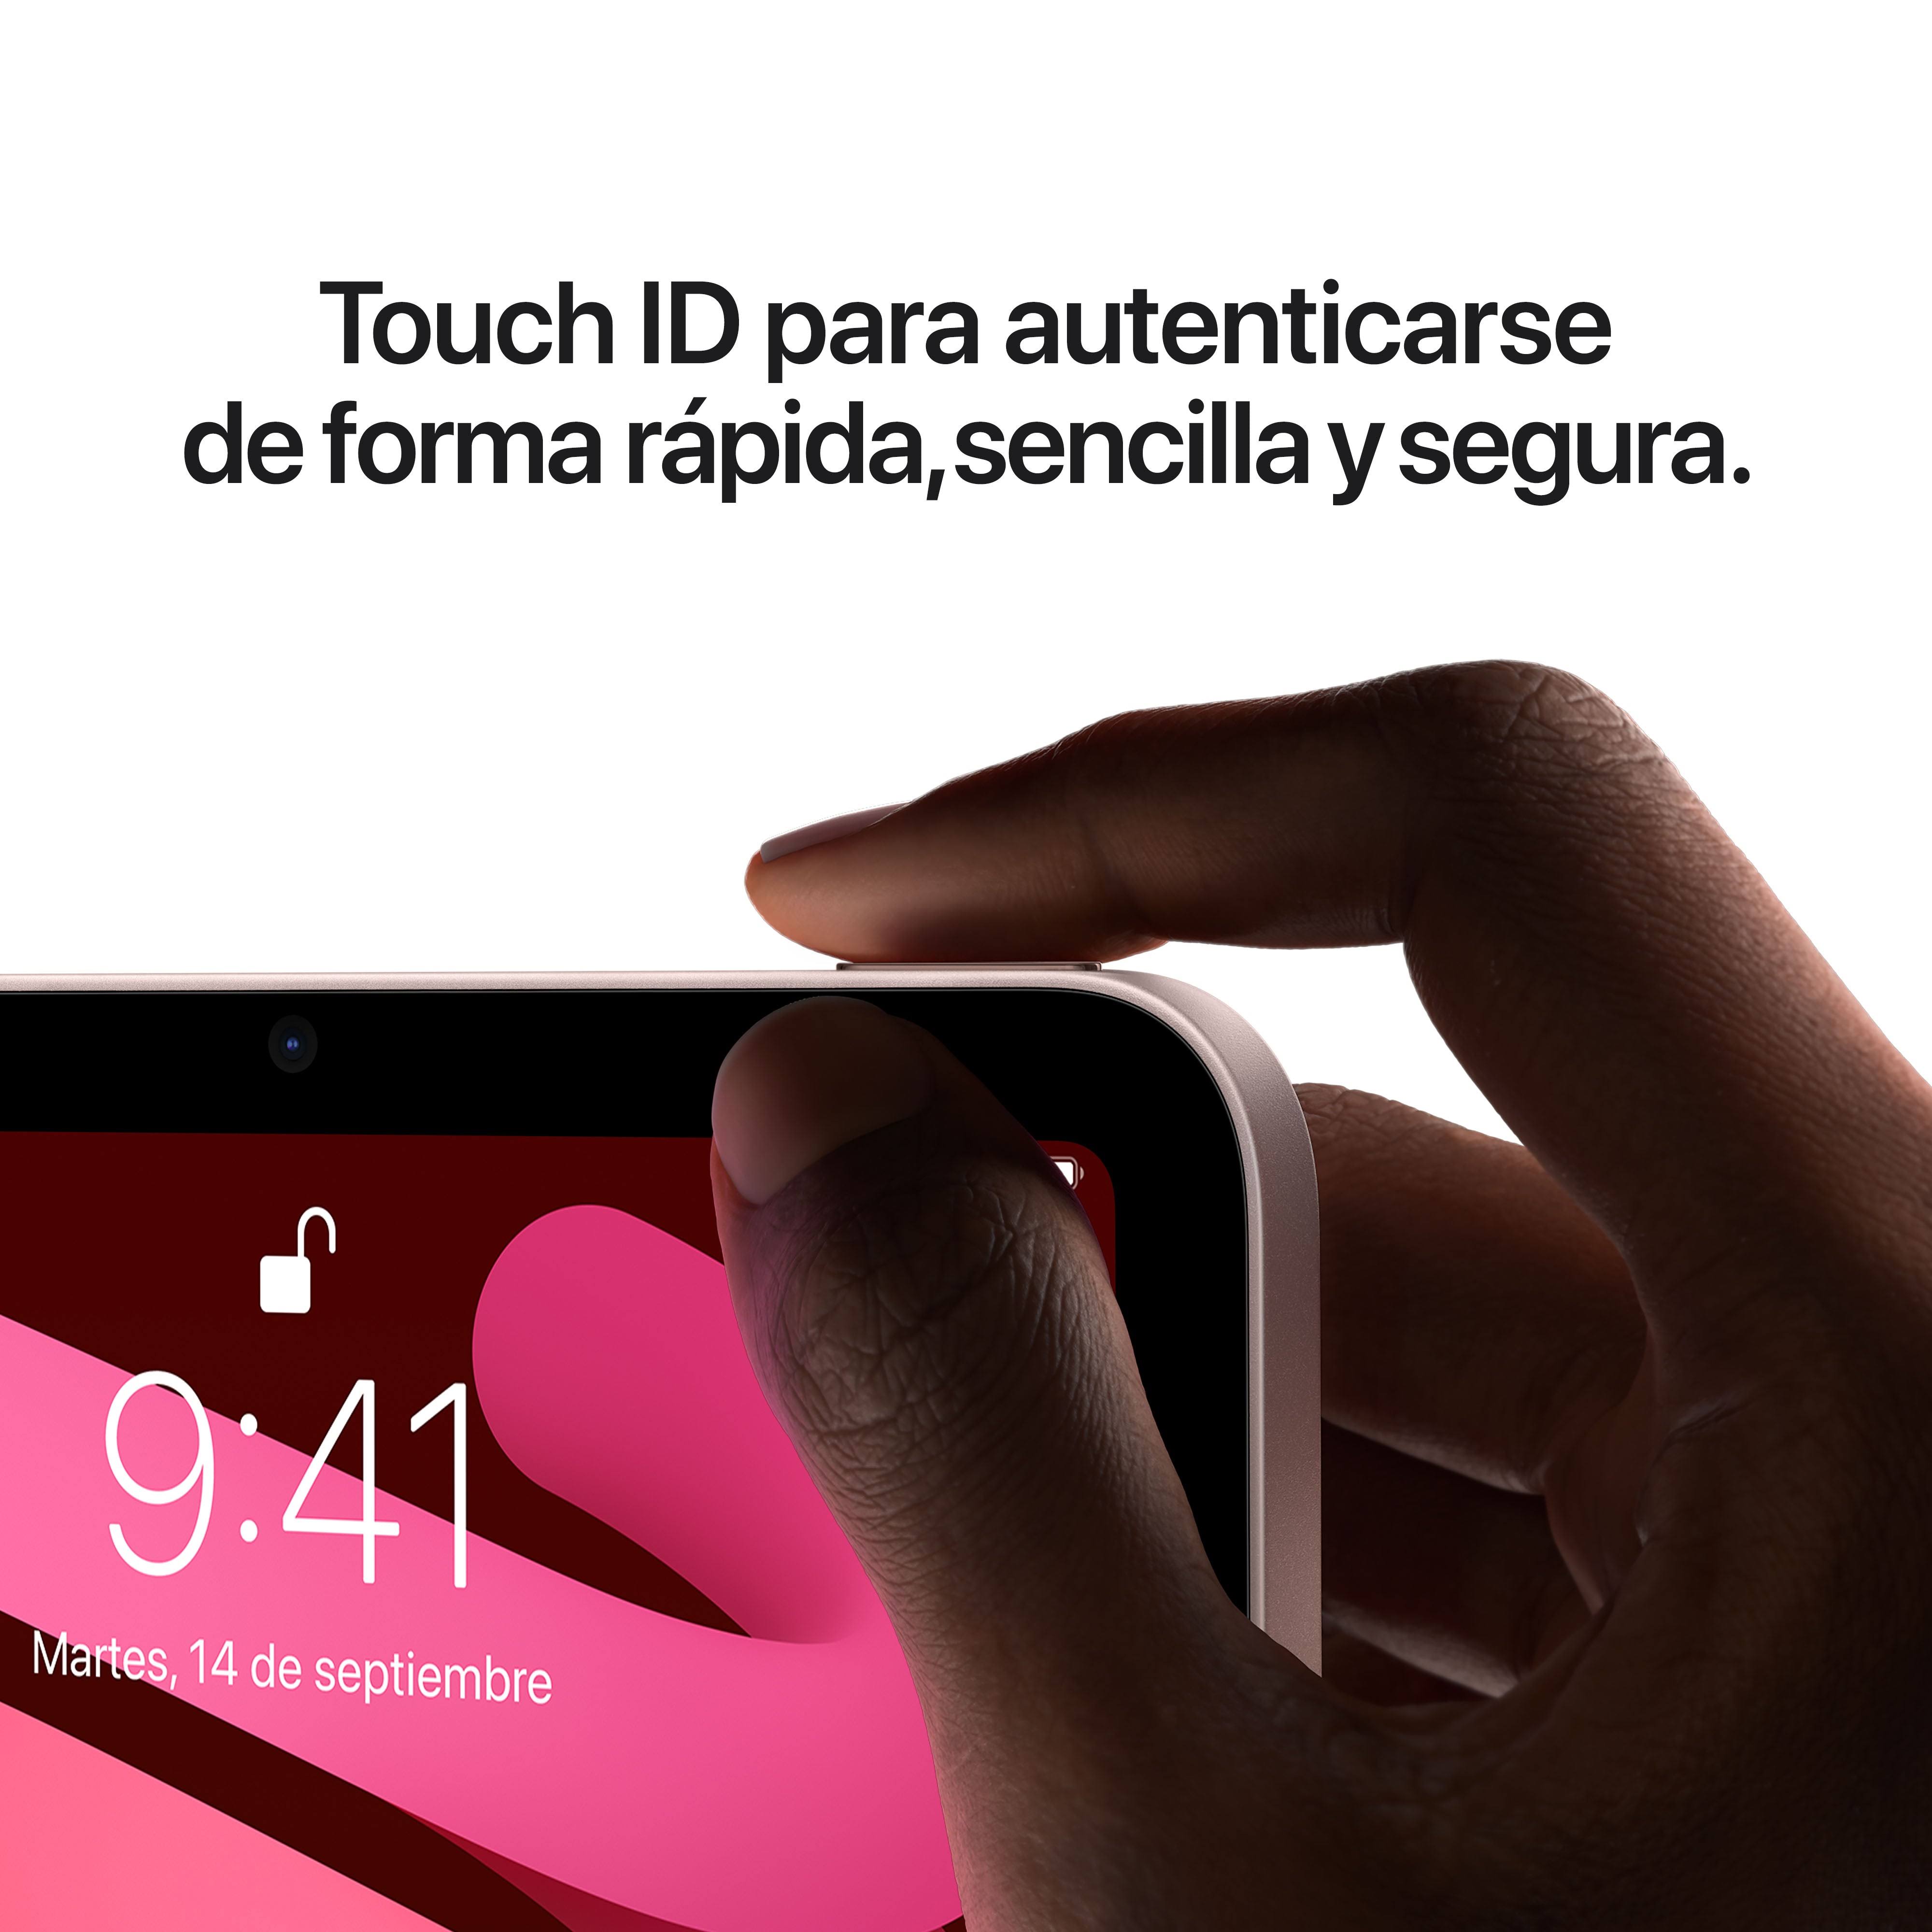 Touch ID para autenticarse
de forma rápida, sencilla y segura.
9:41
Martes, 14 de septiembre